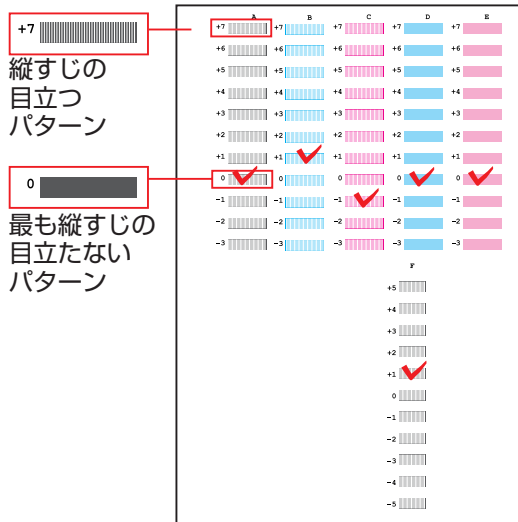 +7
縦すじの
目立つ
パターン
0
最も縦すじの
目立たない
パターン
A B C D E
+7 +7 +7 +7 +7
+6 +6 +6 +6 +6
+5 +5 +5 +5 +5
+4 +4 +4 +4 +4
+3 +3 +3 +3 +3
+2 +2 +2 +2 +2
+1 +1 +1 +1 +1
0 0 0 0 0
-1 -1 -1 -1 -1
-2 -2 -2 -2 -2
-3 -3 -3 -3 -3
F
+5
+4
+3
+2
+1
0
-1
-2
-3
-4
-5